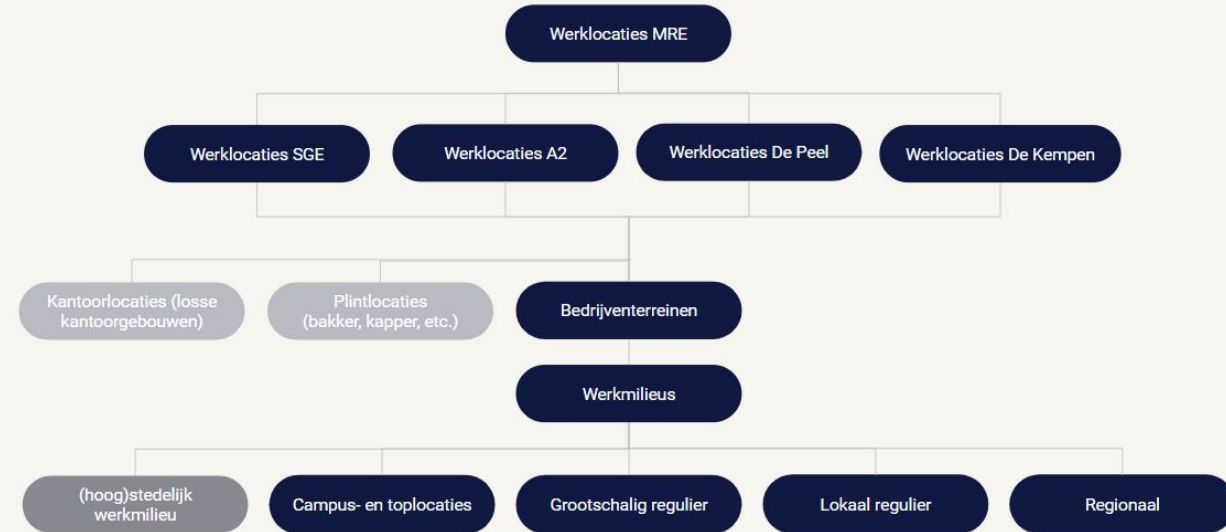 Werklocaties MRE
Werklocaties SGE
Werklocaties A2
Werklocaties De Peel
Werklocaties De Kempen
Kantoorlocaties (losse
kantoorgebouwen)
Plintlocaties
(bakker, kapper, etc.)
Bedrijventerreinen
Werkmilieus
(hoog)stedelijk
werkmilieu
Campus- en toplocaties
Grootschalig regulier
Lokaal regulier
Regionaal